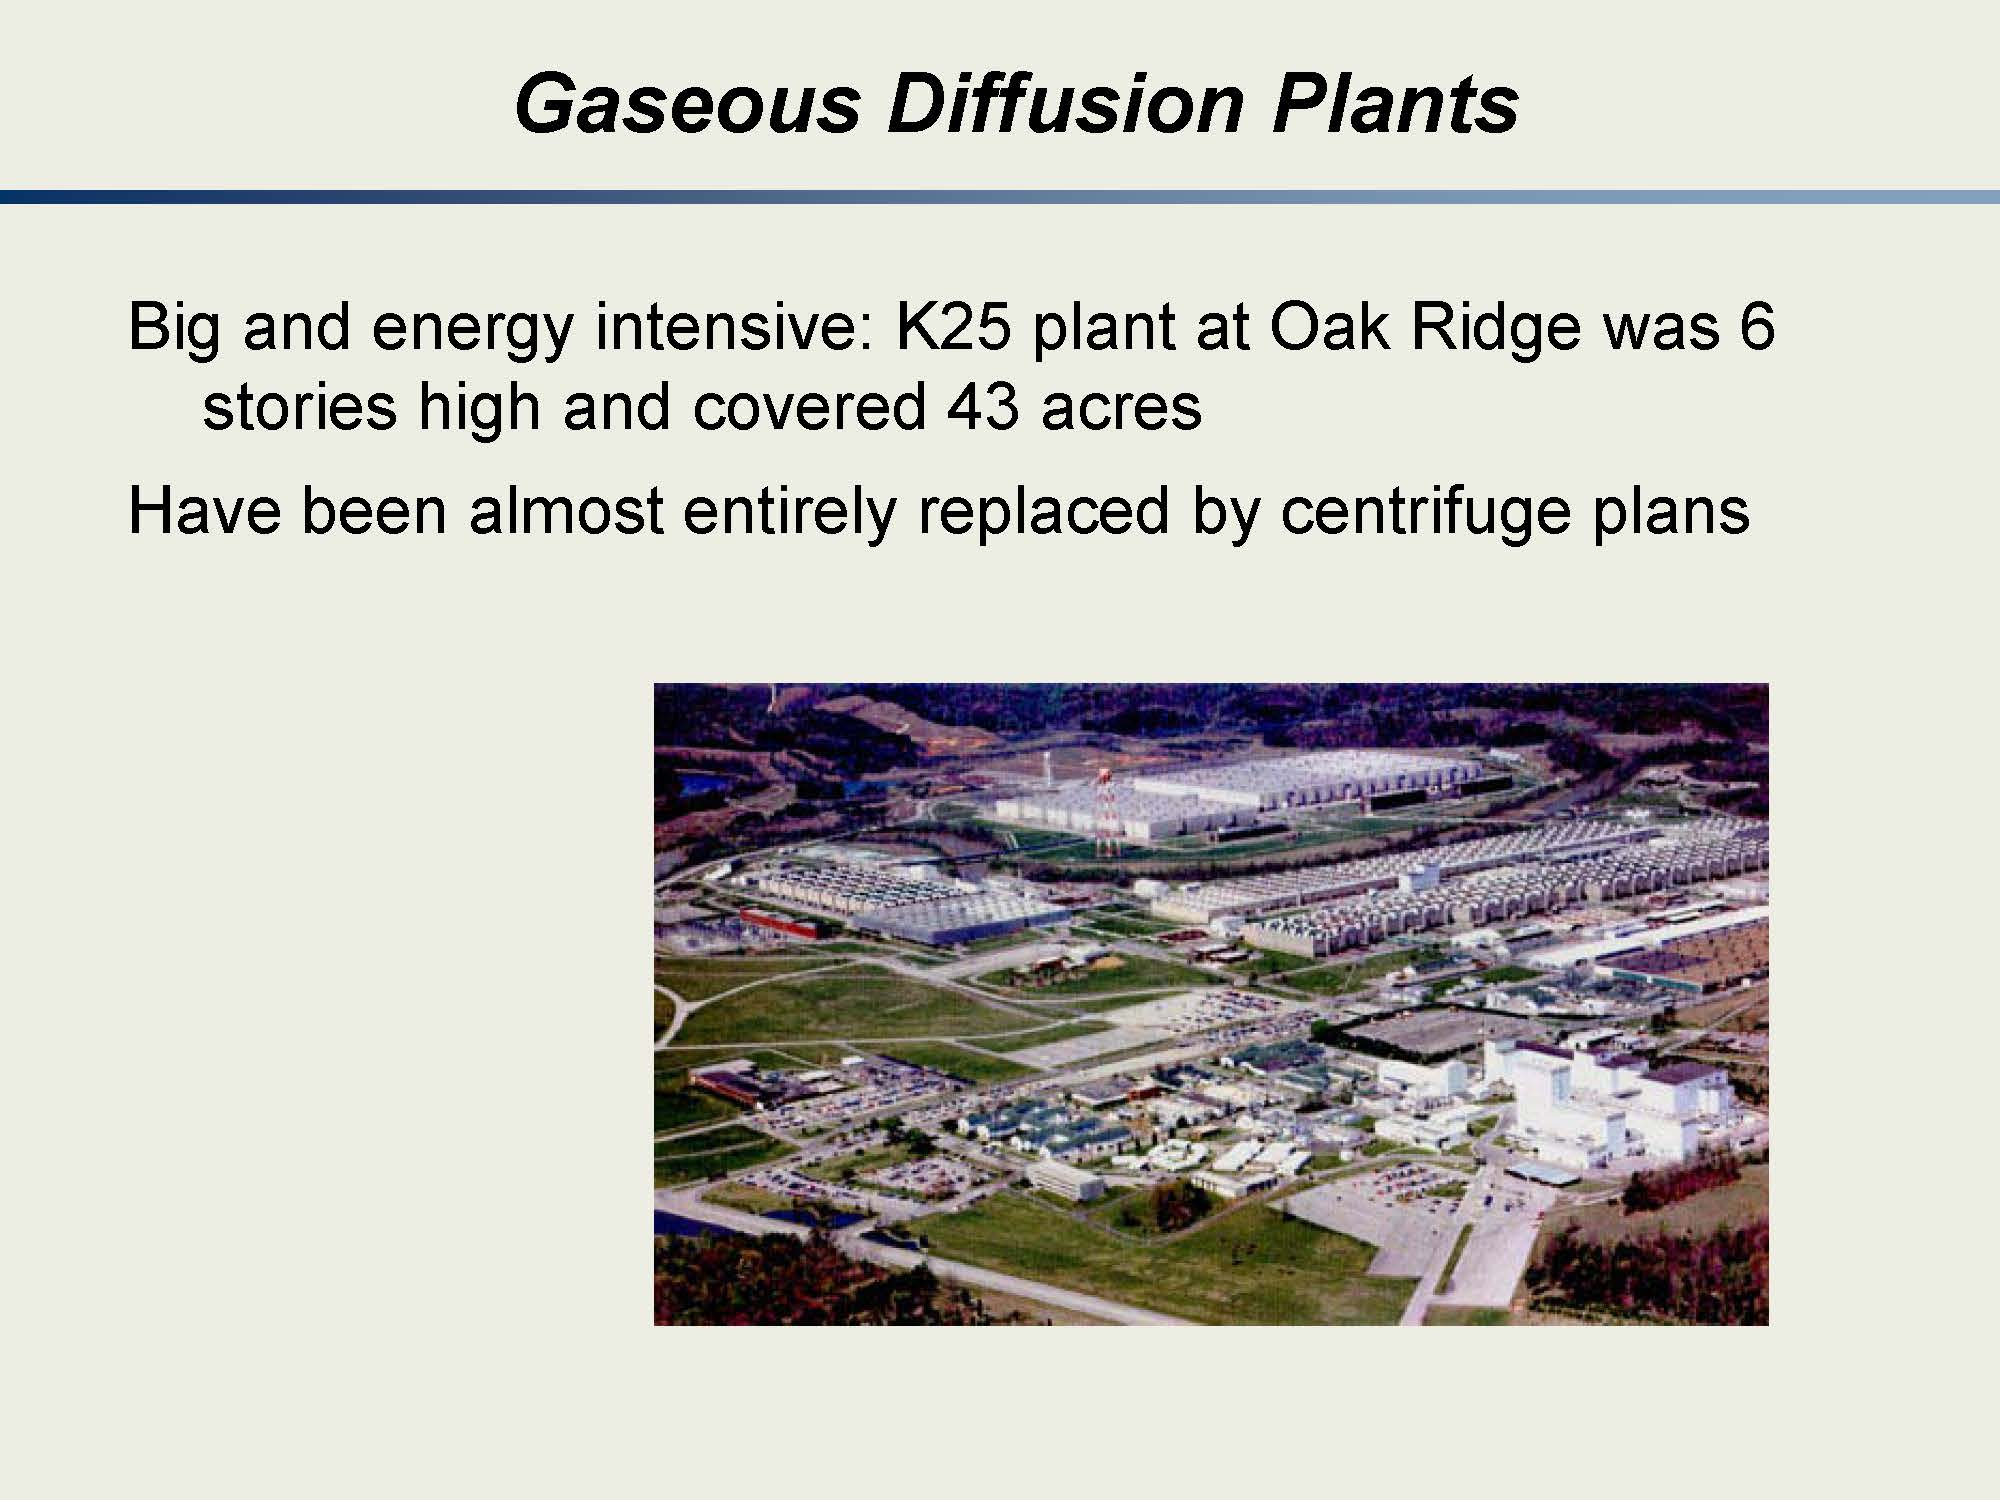 Gaseous Diffusion Plants
Big and energy intensive: K25 plant at Oak Ridge was 6
stories high and covered 43 acres
Have been almost entirely replaced by centrifuge plans